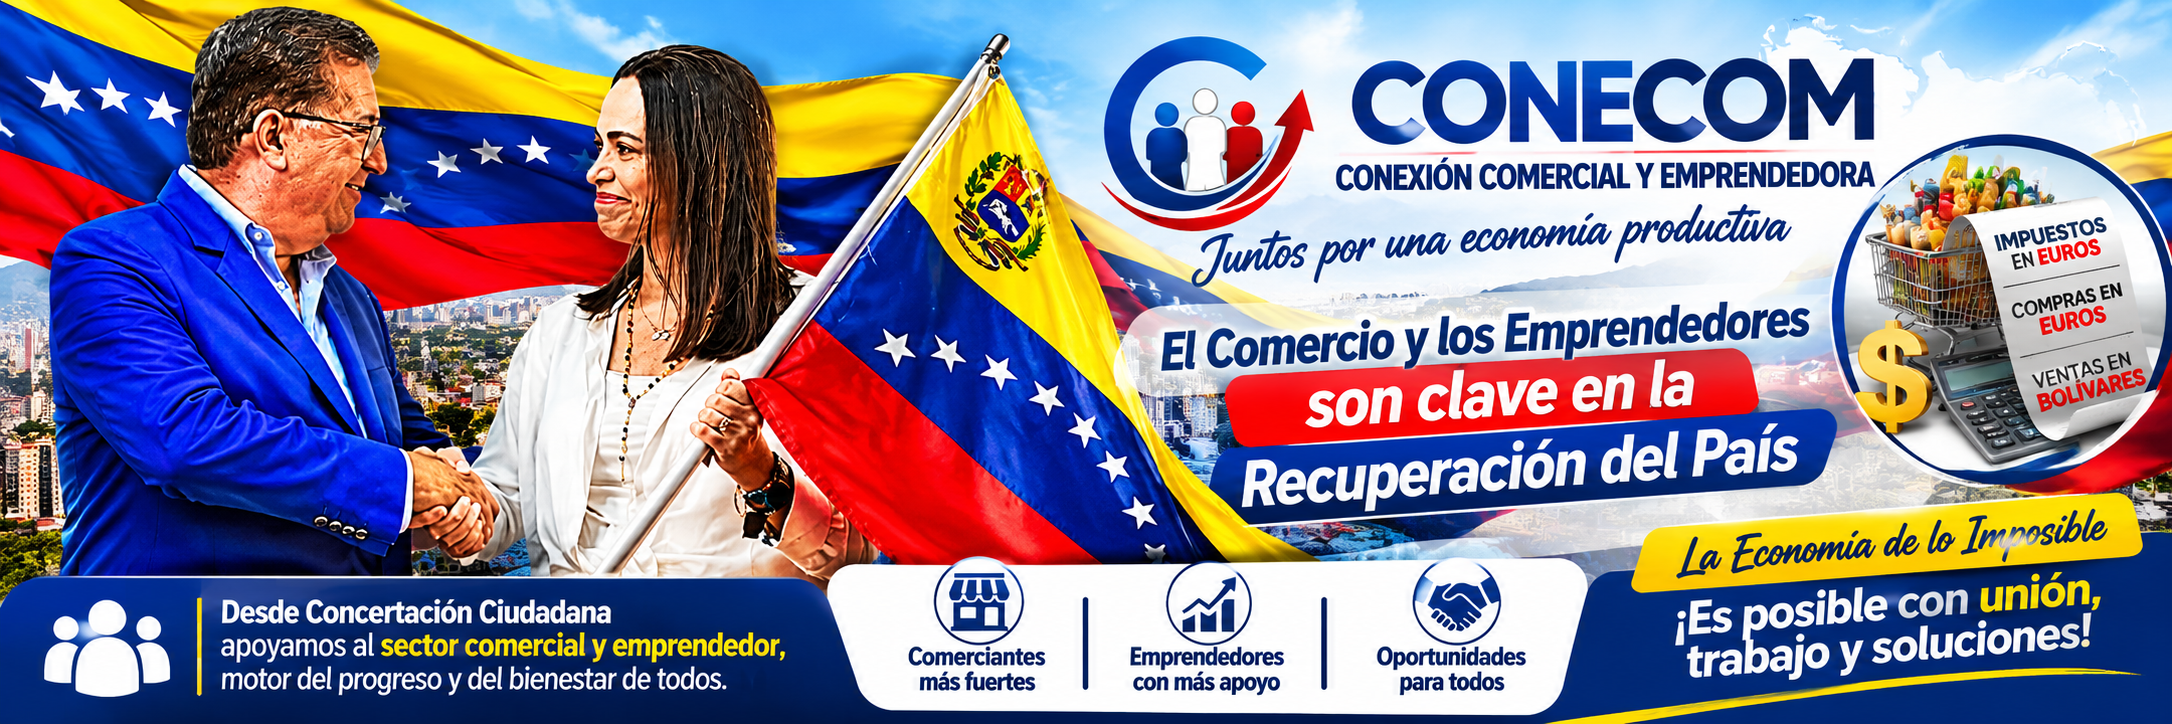 CONECOM
CONEXIÓN COMERCIAL Y EMPRENDEDORA
Juntos por una economía productiva
El Comercio y los Emprendedores
son clave en la
Recuperación del País
IMPUESTOS
EN EUROS
COMPRAS EN
EUROS
VENTAS EN
BOLÍVARES
$
La Economía de lo Imposible
¡Es posible con unión,
trabajo y soluciones!
Desde Concertación Ciudadana
apoyamos al sector comercial y emprendedor,
motor del progreso y del bienestar de todos.
Comerciantes
más fuertes
Emprendedores
con más apoyo
Oportunidades
para todos